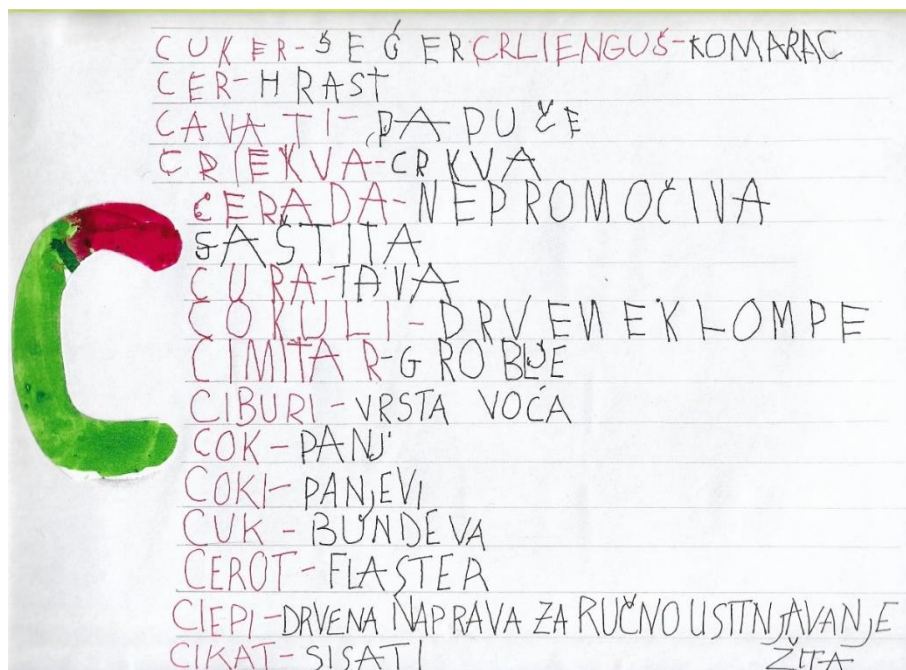 CUKER-ŠEĆER CRLIENGUŠ-KOMARAC
CER-HRAST
CAVATI-PAPUČE
CRIEKVA-CRKVA
CERADA-NEPROMOČIVA
ZAŠTITA
CURA-TAVA
COKULI-DRVENE KLOMPE
CIMITAR-GROBLJE
CIBURI-VRSTA VOĆA
COK-PANJ
COKI-PANJEVI
CUK-BUNDEVA
CEROT-FLASTER
CIEPI-DRVENA NAPRAVA ZA RUČNO USITNJAVANJE
ŽITA
CIKAT-SISATI
C